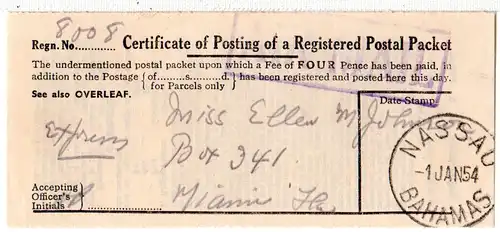 8008
Regn. No............ Certificate of Posting of a Registered Postal Packet
The undermentioned postal packet upon which a Fee of FOUR Pence has been paid, in
addition to the Postage { of..........s..........d. } has been registered and posted here this day.
{ for Parcels only }
See also OVERLEAF.
Date Stamp
Miss Ellen M Johnson
Express
Box 341
Miami Fla
Accepting
Officer's
Initials
NASSAU
-1 JAN 54
BAHAMAS